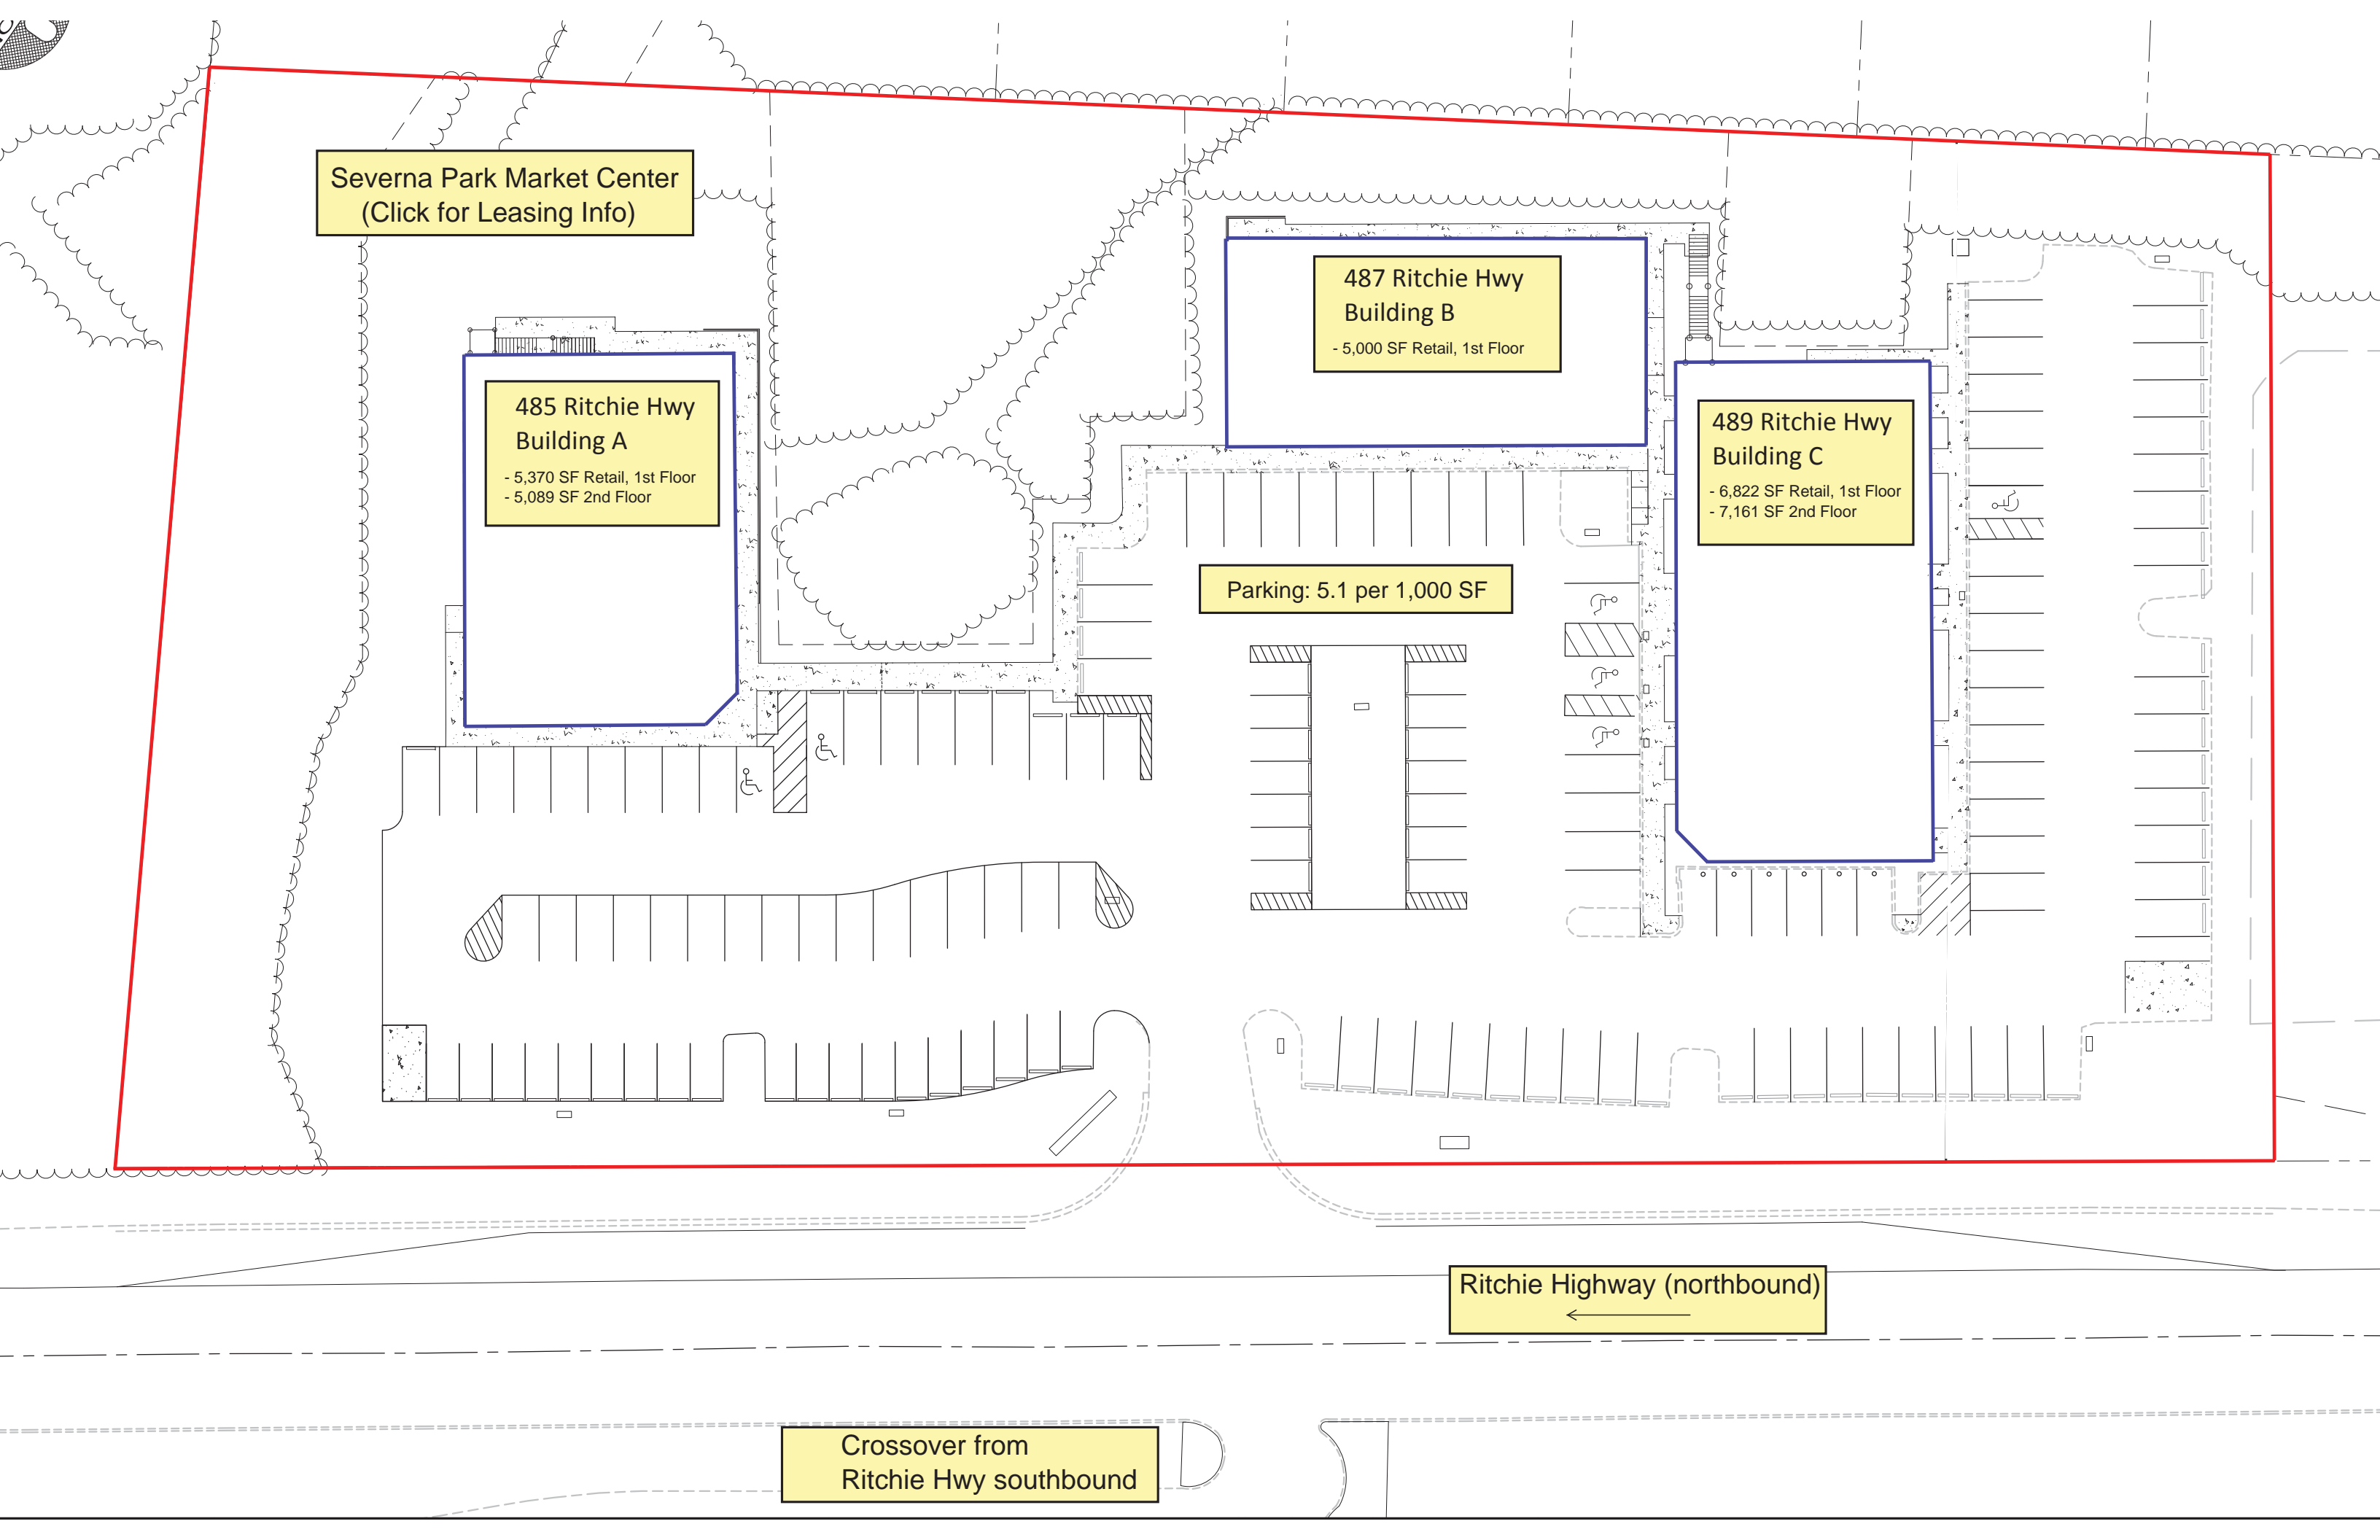 Severna Park Market Center
(Click for Leasing Info)
487 Ritchie Hwy
Building B
- 5,000 SF Retail, 1st Floor
485 Ritchie Hwy
Building A
- 5,370 SF Retail, 1st Floor
- 5,089 SF 2nd Floor
489 Ritchie Hwy
Building C
- 6,822 SF Retail, 1st Floor
- 7,161 SF 2nd Floor
Parking: 5.1 per 1,000 SF
Ritchie Highway (northbound)
Crossover from
Ritchie Hwy southbound